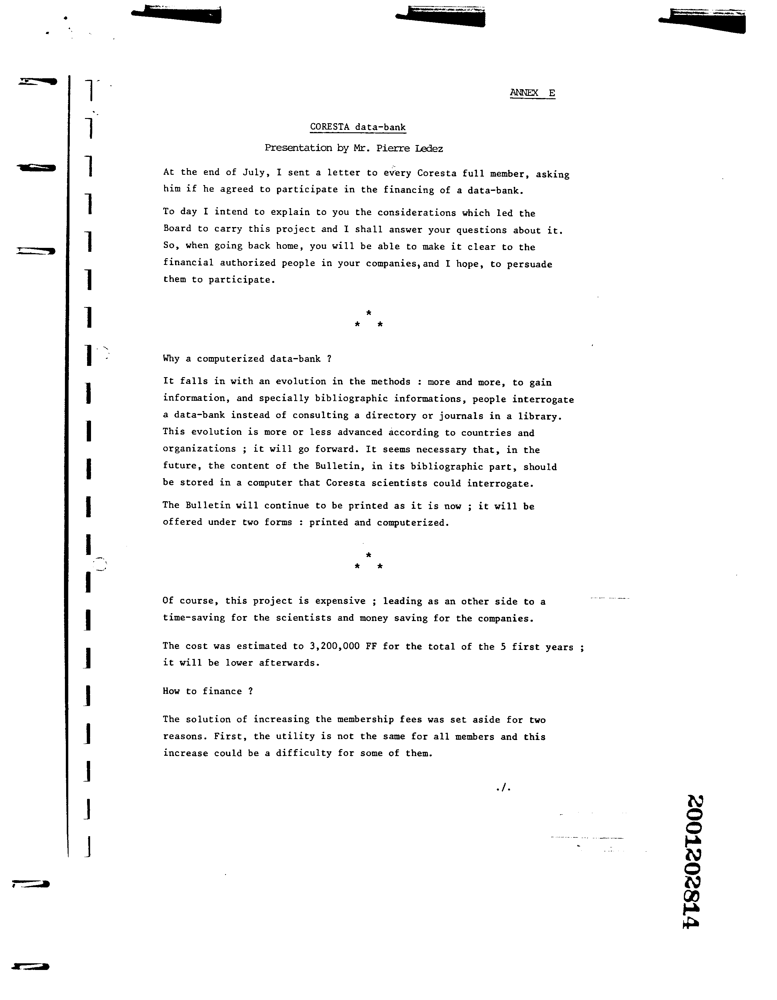 ANNEX E
CORESTA data-bank
Presentation by Mr. Pierre Ledez
At the end of July, I sent a letter to every Coresta full member, asking
him if he agreed to participate in the financing of a data-bank.
To day I intend to explain to you the considerations which led the
Board to carry this project and I shall answer your questions about it.
So, when going back home, you will be able to make it clear to the
financial authorized people in your companies, and I hope, to persuade
them to participate.
*
* *
Why a computerized data-bank ?
It falls in with an evolution in the methods : more and more, to gain
information, and specially bibliographic informations, people interrogate
a data-bank instead of consulting a directory or journals in a library.
This evolution is more or less advanced according to countries and
organizations ; it will go forward. It seems necessary that, in the
future, the content of the Bulletin, in its bibliographic part, should
be stored in a computer that Coresta scientists could interrogate.
The Bulletin will continue to be printed as it is now ; it will be
offered under two forms : printed and computerized.
*
* *
Of course, this project is expensive ; leading as an other side to a
time-saving for the scientists and money saving for the companies.
The cost was estimated to 3,200,000 FF for the total of the 5 first years ;
it will be lower afterwards.
How to finance ?
The solution of increasing the membership fees was set aside for two
reasons. First, the utility is not the same for all members and this
increase could be a difficulty for some of them.
./.
2001202814